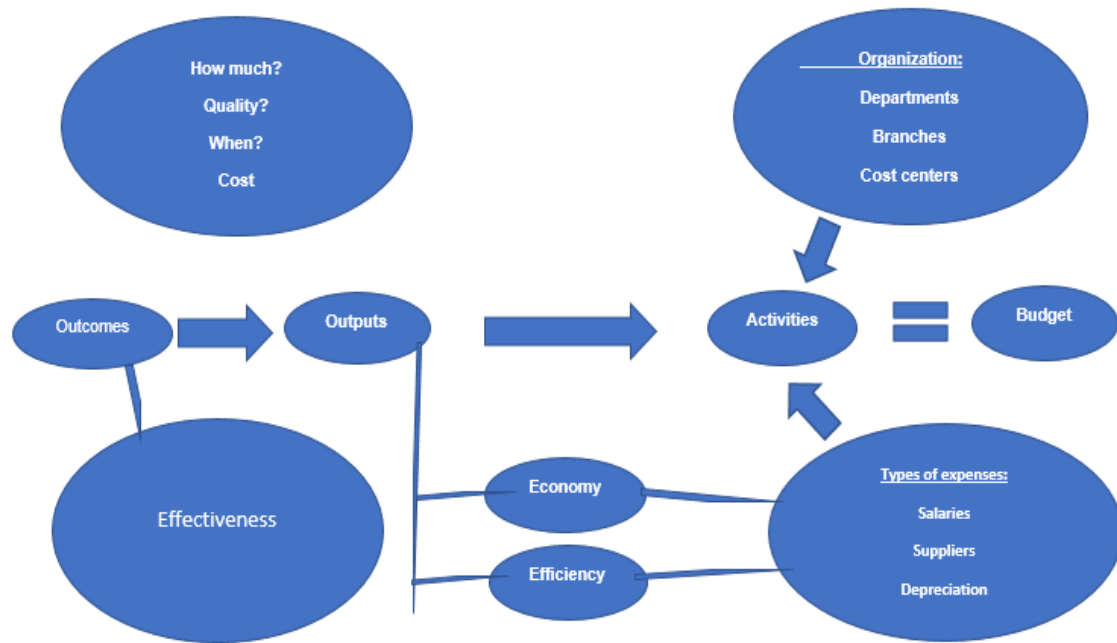 How much?
Quality?
When?
Cost
Organization:
Departments
Branches
Cost centers
Outcomes
Outputs
Activities
Budget
Effectiveness
Economy
Efficiency
Types of expenses:
Salaries
Suppliers
Depreciation